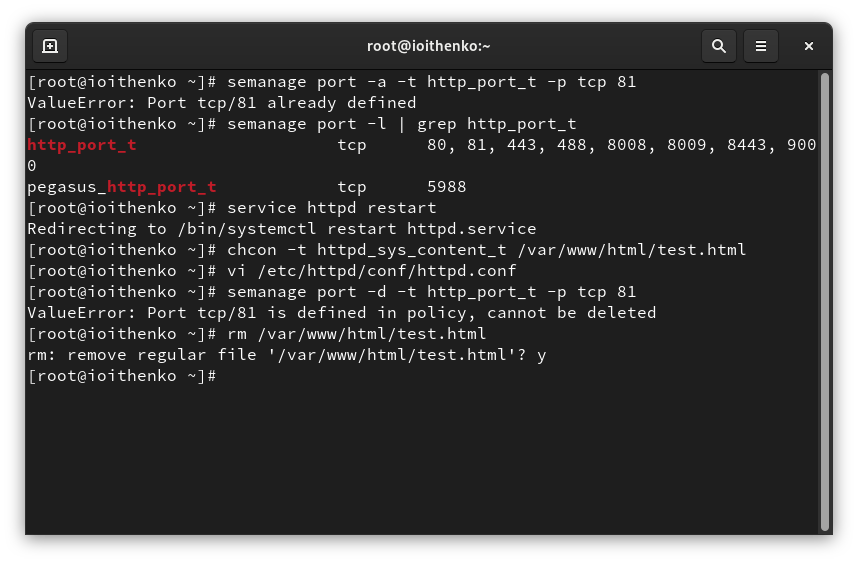 root@ioithenko:~
[root@ioithenko ~]# semanage port -a -t http_port_t -p tcp 81
ValueError: Port tcp/81 already defined
[root@ioithenko ~]# semanage port -l | grep http_port_t
http_port_t                    tcp      80, 81, 443, 488, 8008, 8009, 8443, 900
0
pegasus_http_port_t            tcp      5988
[root@ioithenko ~]# service httpd restart
Redirecting to /bin/systemctl restart httpd.service
[root@ioithenko ~]# chcon -t httpd_sys_content_t /var/www/html/test.html
[root@ioithenko ~]# vi /etc/httpd/conf/httpd.conf
[root@ioithenko ~]# semanage port -d -t http_port_t -p tcp 81
ValueError: Port tcp/81 is defined in policy, cannot be deleted
[root@ioithenko ~]# rm /var/www/html/test.html
rm: remove regular file '/var/www/html/test.html'? y
[root@ioithenko ~]#